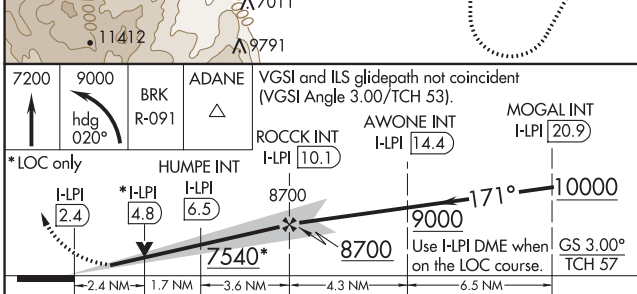 7011
11412
9791
7200
9000
hdg
020°
BRK
R-091
ADANE
VGSI and ILS glidepath not coincident
(VGSI Angle 3.00/TCH 53).
*LOC only
I-LPI
2.4
*I-LPI
4.8
HUMPE INT
I-LPI
6.5
ROCCK INT
I-LPI 10.1
AWONE INT
I-LPI 14.4
MOGAL INT
I-LPI 20.9
8700
171°
10000
9000
8700
7540*
Use I-LPI DME when
on the LOC course.
GS 3.00°
TCH 57
2.4 NM
1.7 NM
3.6 NM
4.3 NM
6.5 NM